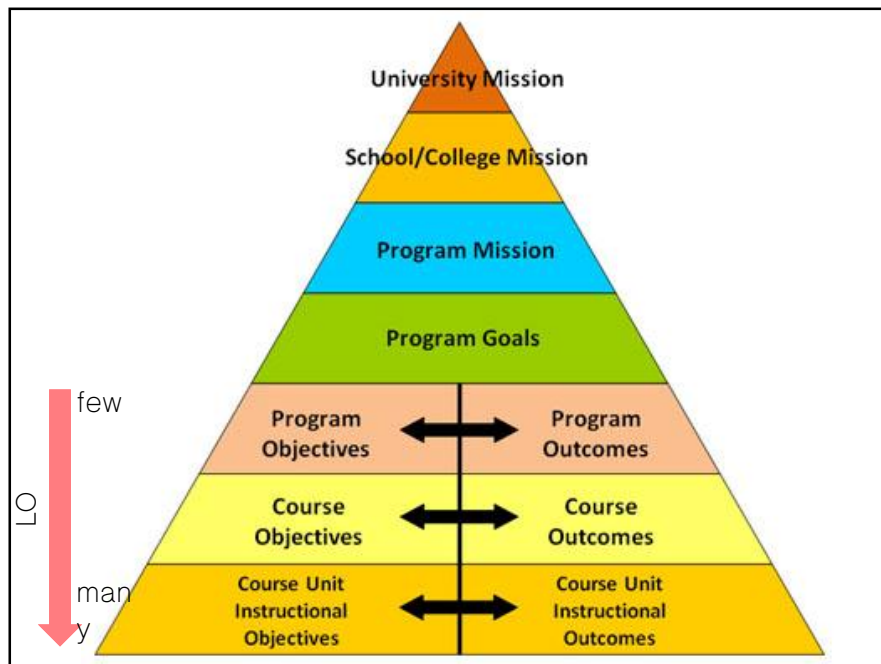 University Mission
School/College Mission
Program Mission
Program Goals
few
Program
Objectives
Program
Outcomes
LO
Course
Objectives
Course
Outcomes
man
y
Course Unit
Instructional
Objectives
Course Unit
Instructional
Outcomes